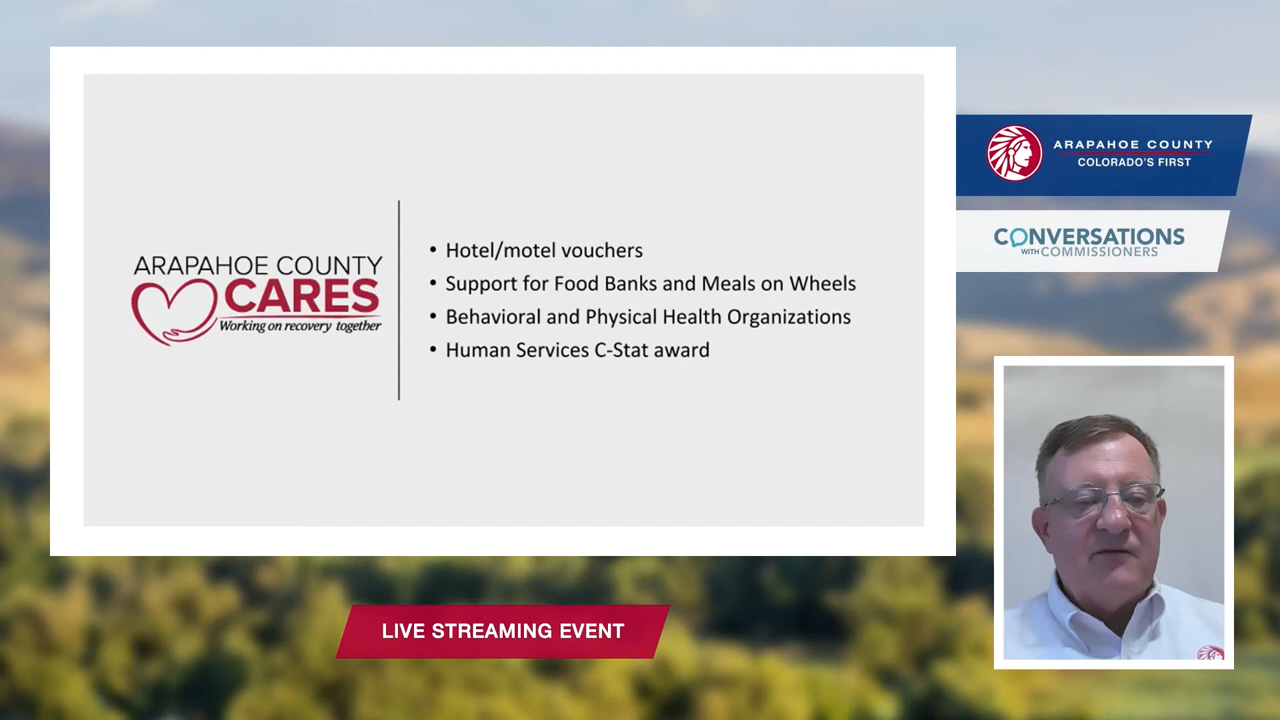 ARAPAHOE COUNTY
CARES
Working on recovery together
• Hotel/motel vouchers
• Support for Food Banks and Meals on Wheels
• Behavioral and Physical Health Organizations
• Human Services C-Stat award
ARAPAHOE COUNTY
COLORADO'S FIRST
CONVERSATIONS
WITH COMMISSIONERS
LIVE STREAMING EVENT